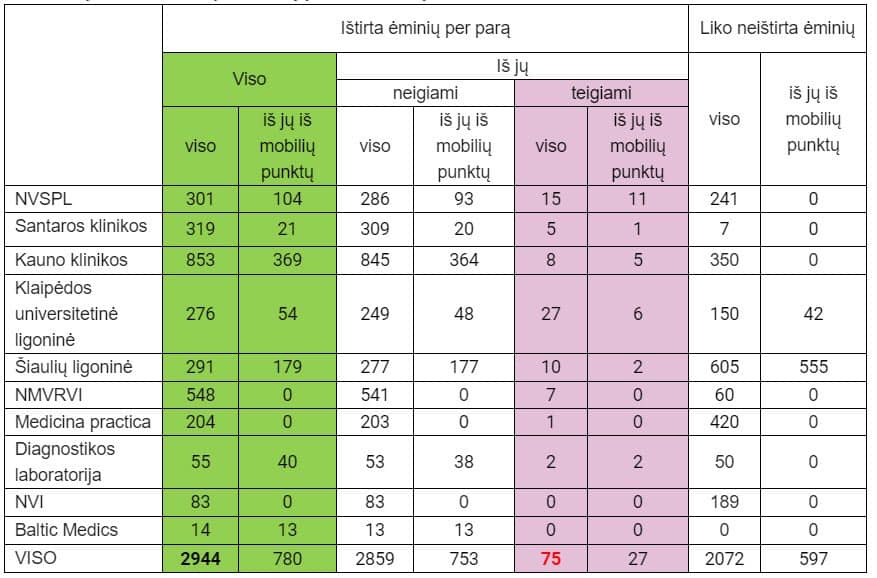 Ištirta ėminių per parą Liko neištirta ėminių
Viso Iš jų
neigiami teigiami
viso iš jų iš mobilių punktų viso iš jų iš mobilių punktų viso iš jų iš mobilių punktų viso iš jų iš mobilių punktų
NVSPL 301 104 286 93 15 11 241 0
Santaros klinikos 319 21 309 20 5 1 7 0
Kauno klinikos 853 369 845 364 8 5 350 0
Klaipėdos universitetinė ligoninė 276 54 249 48 27 6 150 42
Šiaulių ligoninė 291 179 277 177 10 2 605 555
NMVRVI 548 0 541 0 7 0 60 0
Medicina practica 204 0 203 0 1 0 420 0
Diagnostikos laboratorija 55 40 53 38 2 2 50 0
NVI 83 0 83 0 0 0 189 0
Baltic Medics 14 13 13 13 0 0 0 0
VISO 2944 780 2859 753 75 27 2072 597